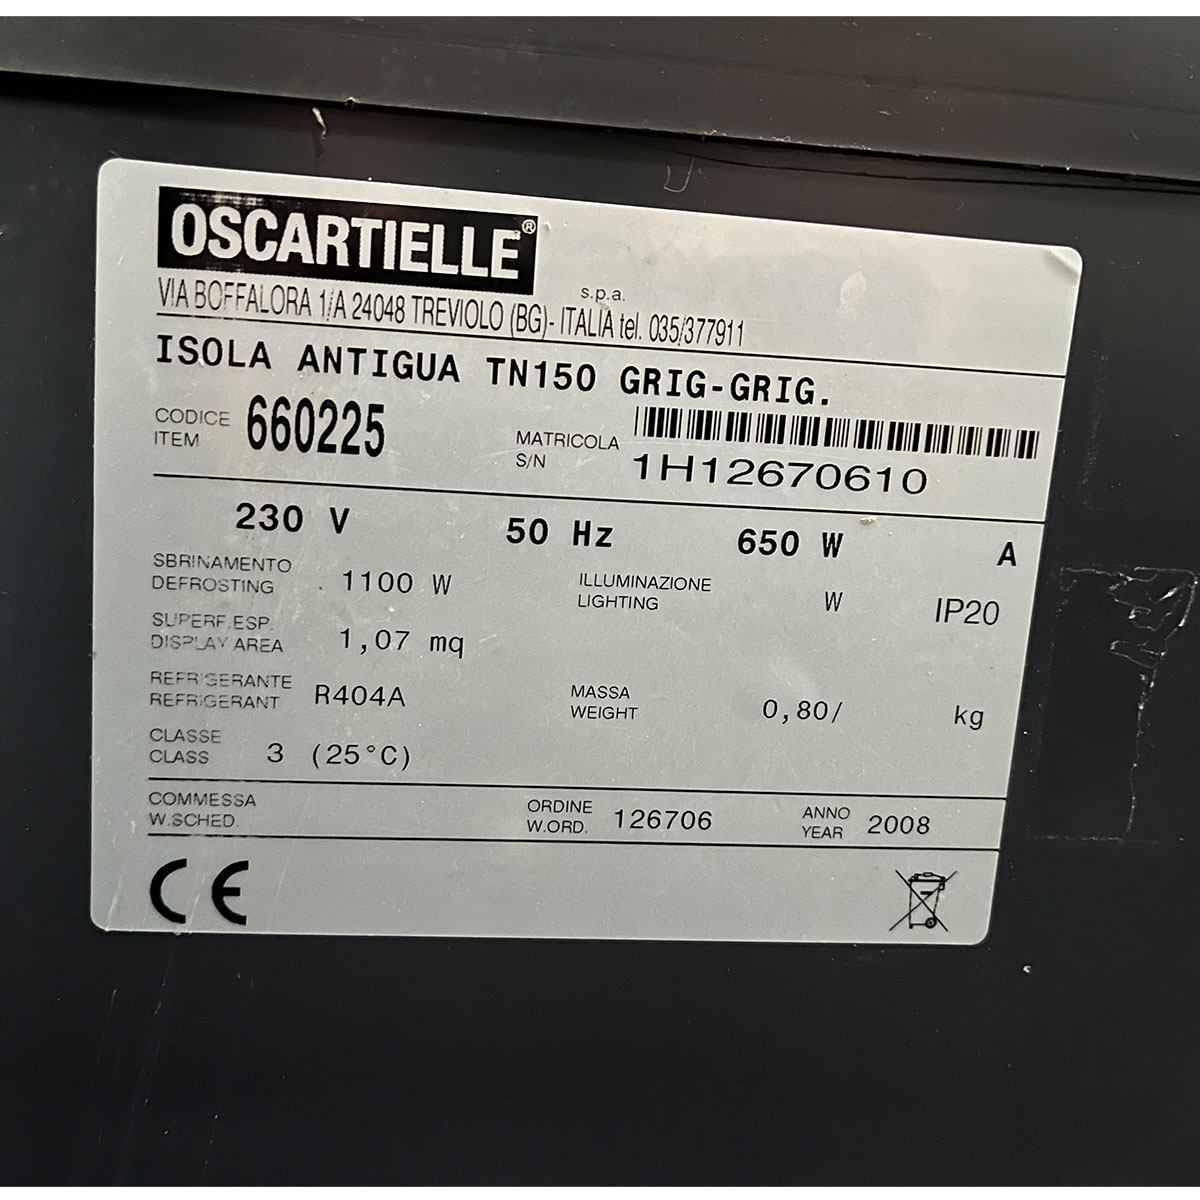 OSCARTIELLE®
s.p.a.
VIA BOFFALORA 1/A 24048 TREVIOLO (BG)- ITALIA tel. 035/377911
ISOLA ANTIGUA TN150 GRIG-GRIG.
CODICE
ITEM 660225
MATRICOLA
S/N 1H12670610
230 V 50 Hz 650 W A
SBRINAMENTO
DEFROSTING . 1100 W
ILLUMINAZIONE
LIGHTING W IP20
SUPERF.ESP.
DISPLAY AREA 1,07 mq
REFRIGERANTE
REFRIGERANT R404A
MASSA
WEIGHT 0,80/ kg
CLASSE
CLASS 3 (25°C)
COMMESSA
W.SCHED.
ORDINE
W.ORD. 126706
ANNO
YEAR 2008
CE